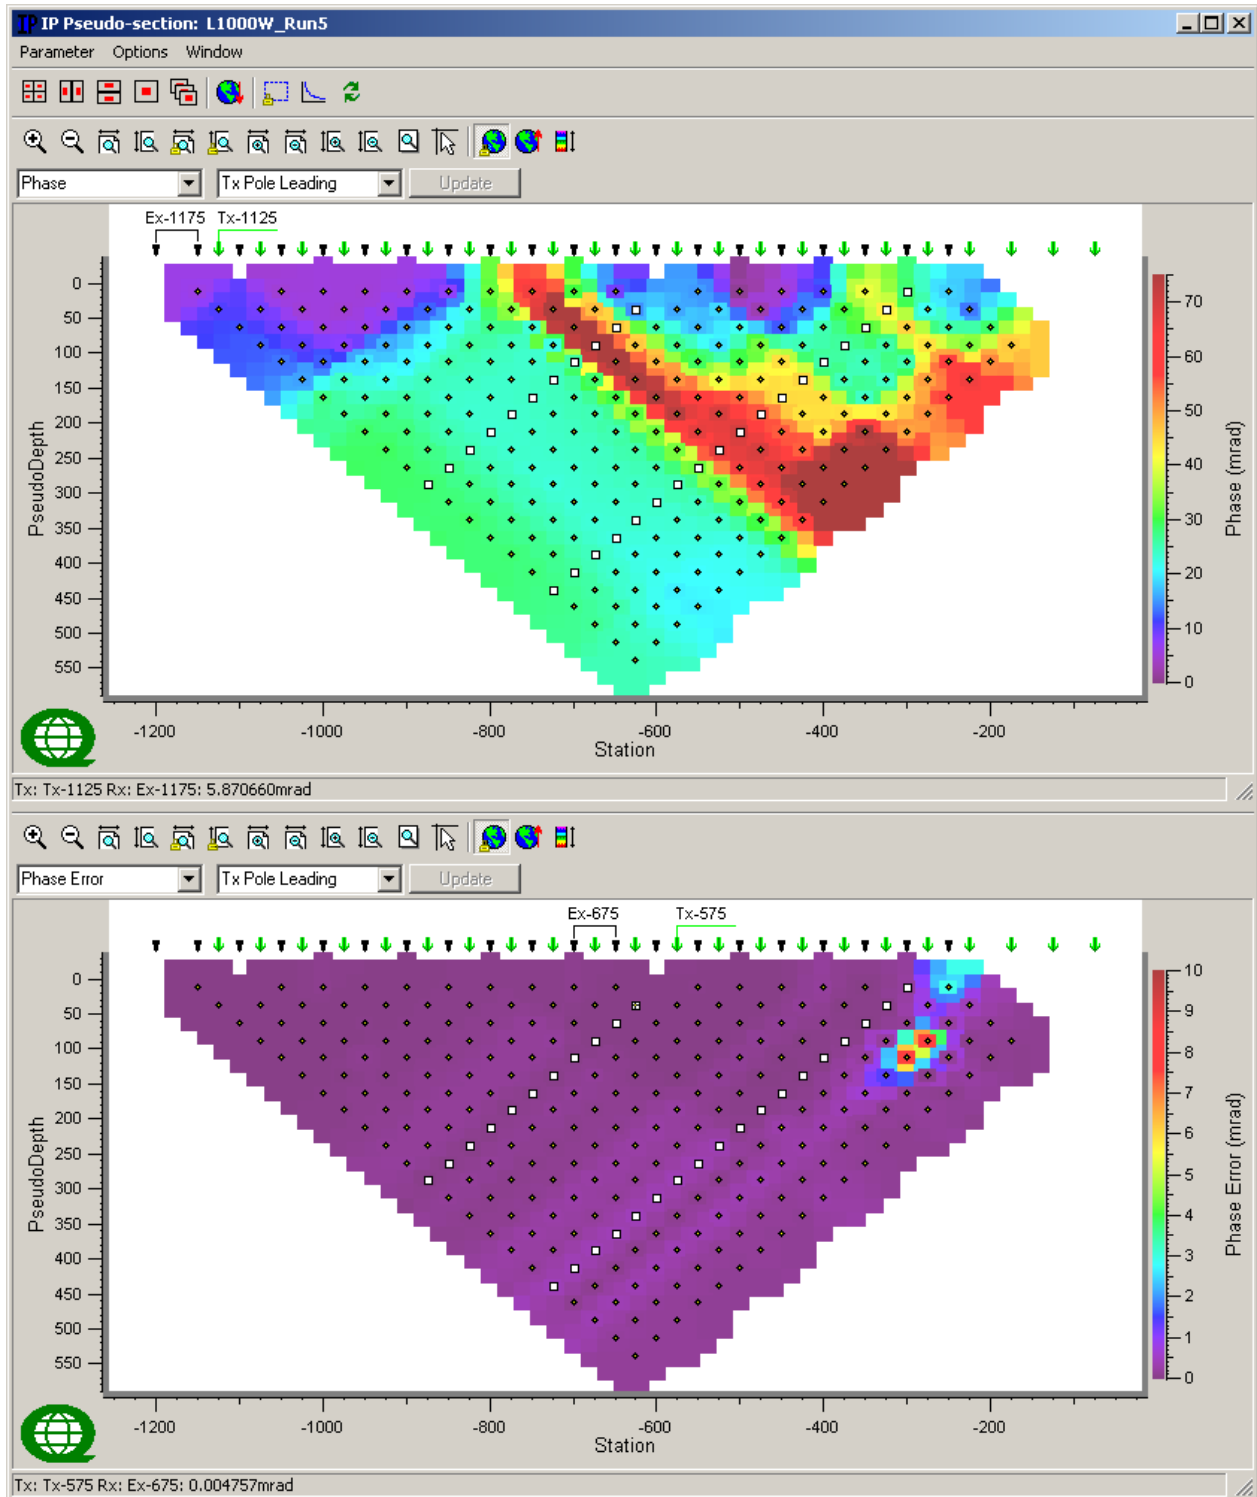 IP IP Pseudo-section: L1000W_Run5
Parameter Options Window
Phase Tx Pole Leading Update
Ex-1175 Tx-1125
0
50
100
150
200
250
300
350
400
450
500
550
PseudoDepth
-1200 -1000 -800 -600 -400 -200
Station
70
60
50
40
30
20
10
0
Phase (mrad)
Tx: Tx-1125 Rx: Ex-1175: 5.870660mrad
Phase Error Tx Pole Leading Update
Ex-675 Tx-575
0
50
100
150
200
250
300
350
400
450
500
550
PseudoDepth
-1200 -1000 -800 -600 -400 -200
Station
10
9
8
7
6
5
4
3
2
1
0
Phase Error (mrad)
Tx: Tx-575 Rx: Ex-675: 0.004757mrad